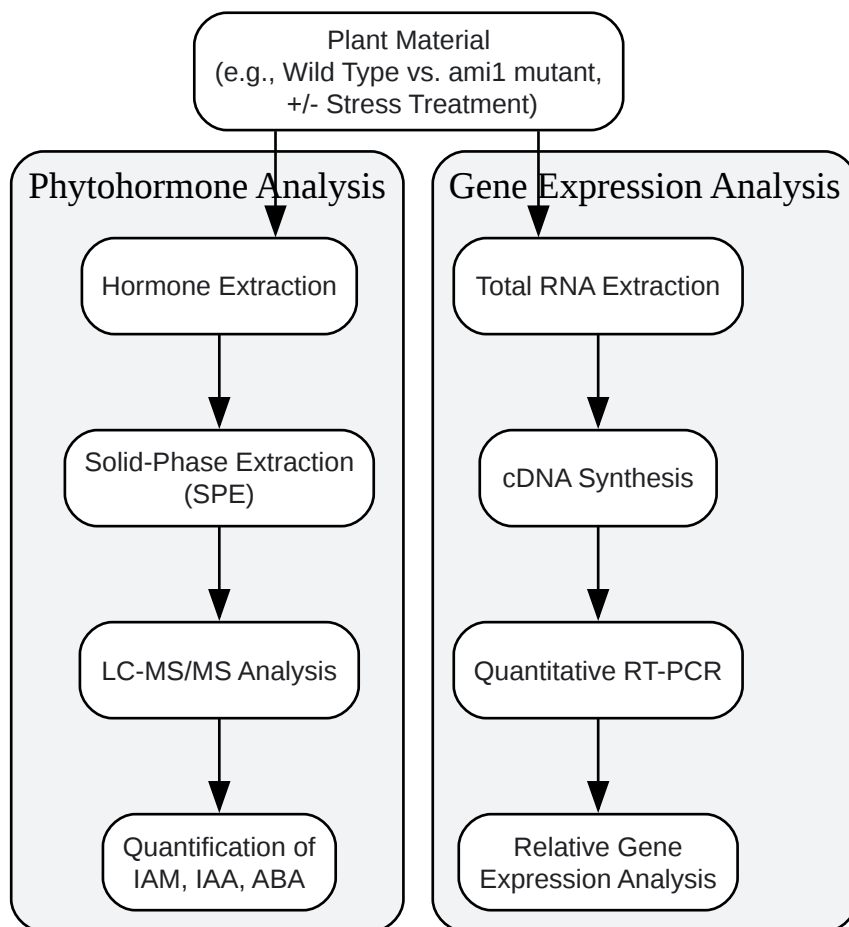 Plant Material
(e.g., Wild Type vs. ami1 mutant,
+/- Stress Treatment)
Phytohormone Analysis
Hormone Extraction
Solid-Phase Extraction
(SPE)
LC-MS/MS Analysis
Quantification of
IAM, IAA, ABA
Gene Expression Analysis
Total RNA Extraction
cDNA Synthesis
Quantitative RT-PCR
Relative Gene
Expression Analysis